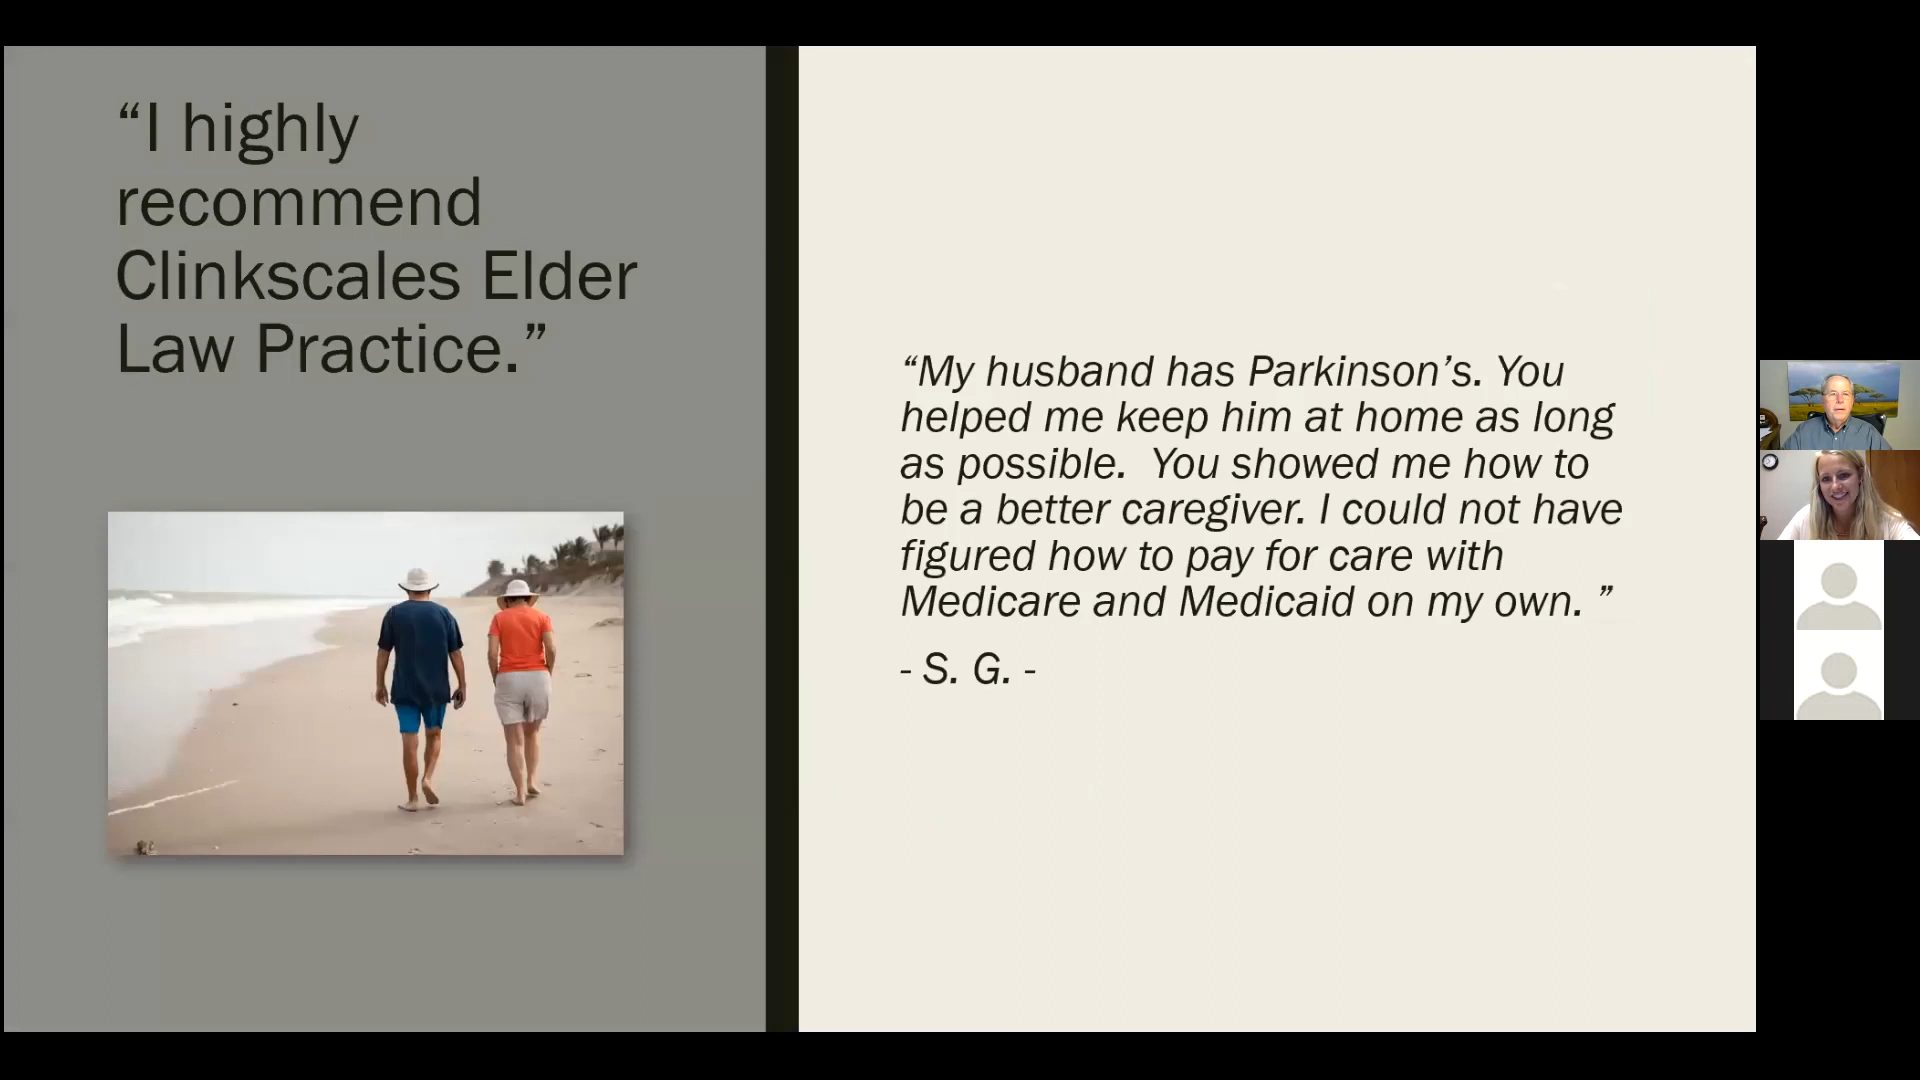 “I highly
recommend
Clinkscales Elder
Law Practice.”
“My husband has Parkinson’s. You
helped me keep him at home as long
as possible.  You showed me how to
be a better caregiver. I could not have
figured how to pay for care with
Medicare and Medicaid on my own. ”
- S. G. -